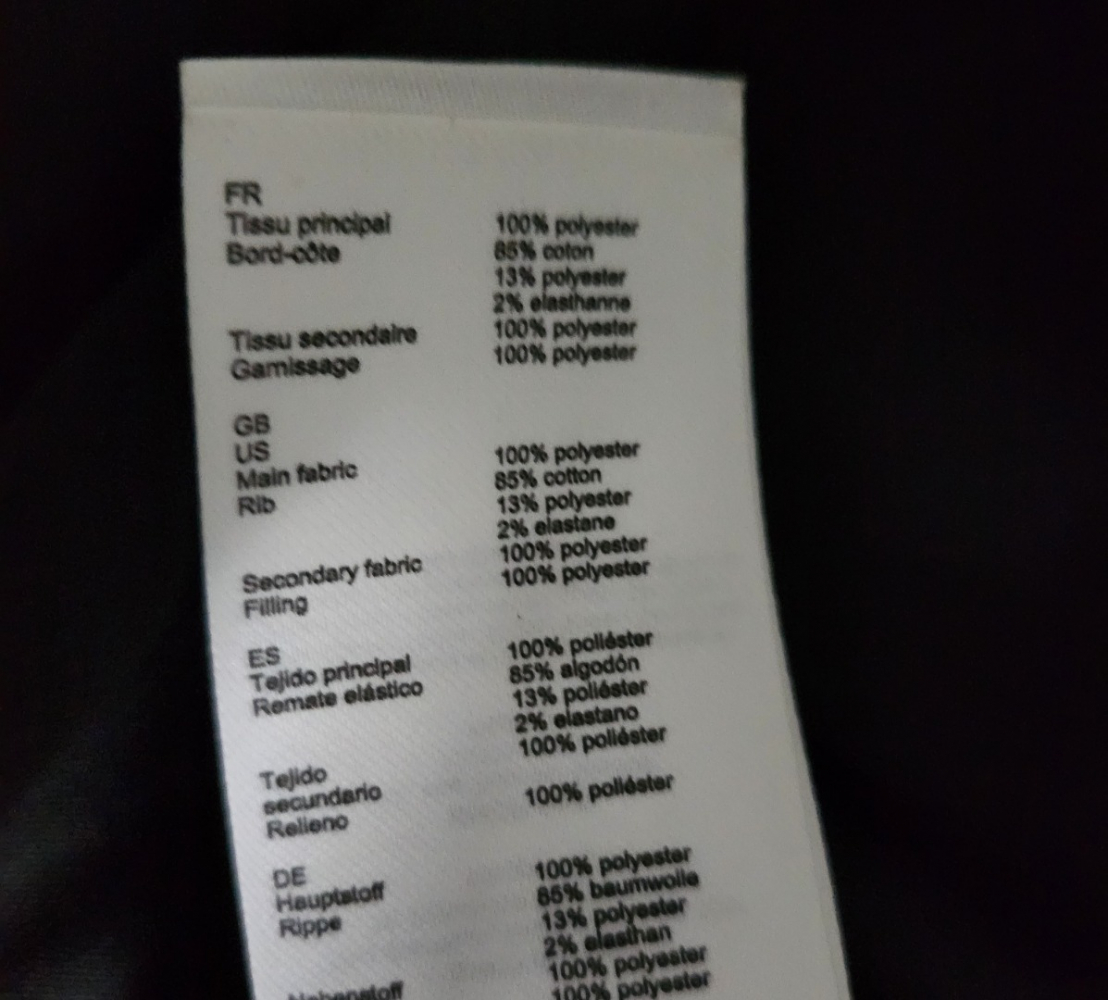 FR
Tissu principal 100% polyester
Bord-côte 85% coton
13% polyester
2% elasthanne
Tissu secondaire 100% polyester
Garnissage 100% polyester
GB
US
Main fabric 100% polyester
Rib 85% cotton
13% polyester
2% elastane
Secondary fabric 100% polyester
Filling 100% polyester
ES
Tejido principal 100% poliéster
Remate elástico 85% algodón
13% poliéster
2% elastano
Tejido 100% poliéster
secundario
Relleno 100% poliéster
DE
Hauptstoff 100% polyester
Rippe 85% baumwolle
13% polyester
2% elasthan
Nebenstoff 100% polyester
100% polyester